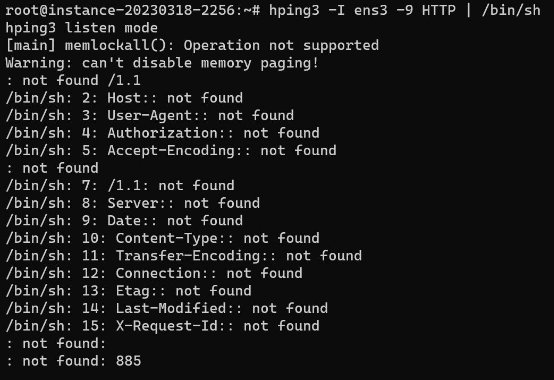 root@instance-20230318-2256:~# hping3 -I ens3 -9 HTTP | /bin/sh
hping3 listen mode
[main] memlockall(): Operation not supported
Warning: can't disable memory paging!
: not found /1.1
/bin/sh: 2: Host:: not found
/bin/sh: 3: User-Agent:: not found
/bin/sh: 4: Authorization:: not found
/bin/sh: 5: Accept-Encoding:: not found
: not found
/bin/sh: 7: /1.1: not found
/bin/sh: 8: Server:: not found
/bin/sh: 9: Date:: not found
/bin/sh: 10: Content-Type:: not found
/bin/sh: 11: Transfer-Encoding:: not found
/bin/sh: 12: Connection:: not found
/bin/sh: 13: Etag:: not found
/bin/sh: 14: Last-Modified:: not found
/bin/sh: 15: X-Request-Id:: not found
: not found:
: not found: 885